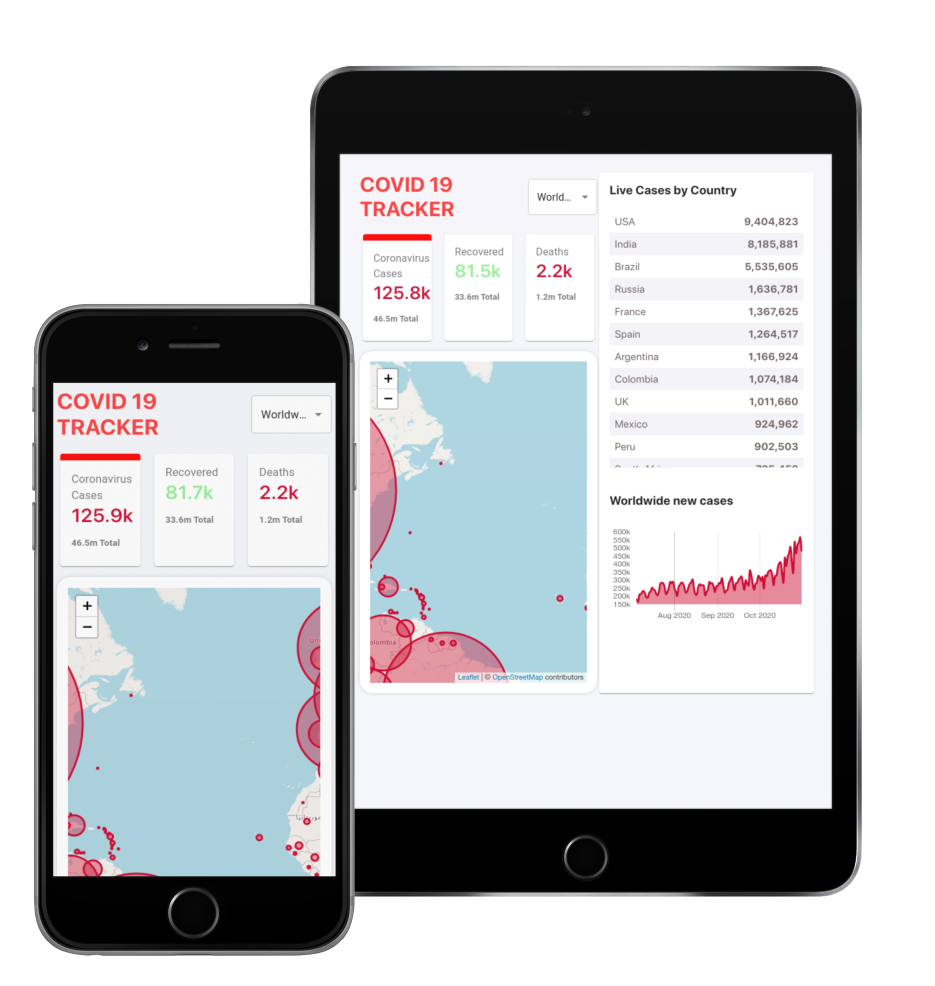 COVID 19
TRACKER
World...
Coronavirus
Cases
125.8k
46.5m Total
Recovered
81.5k
33.6m Total
Deaths
2.2k
1.2m Total
+
−
olombia
Leaflet | © OpenStreetMap contributors
Live Cases by Country
USA 9,404,823
India 8,185,881
Brazil 5,535,605
Russia 1,636,781
France 1,367,625
Spain 1,264,517
Argentina 1,166,924
Colombia 1,074,184
UK 1,011,660
Mexico 924,962
Peru 902,503
Worldwide new cases
600k
550k
500k
450k
400k
350k
300k
250k
200k
150k
Aug 2020 Sep 2020 Oct 2020
COVID 19
TRACKER
Worldw...
Coronavirus
Cases
125.9k
46.5m Total
Recovered
81.7k
33.6m Total
Deaths
2.2k
1.2m Total
+
−